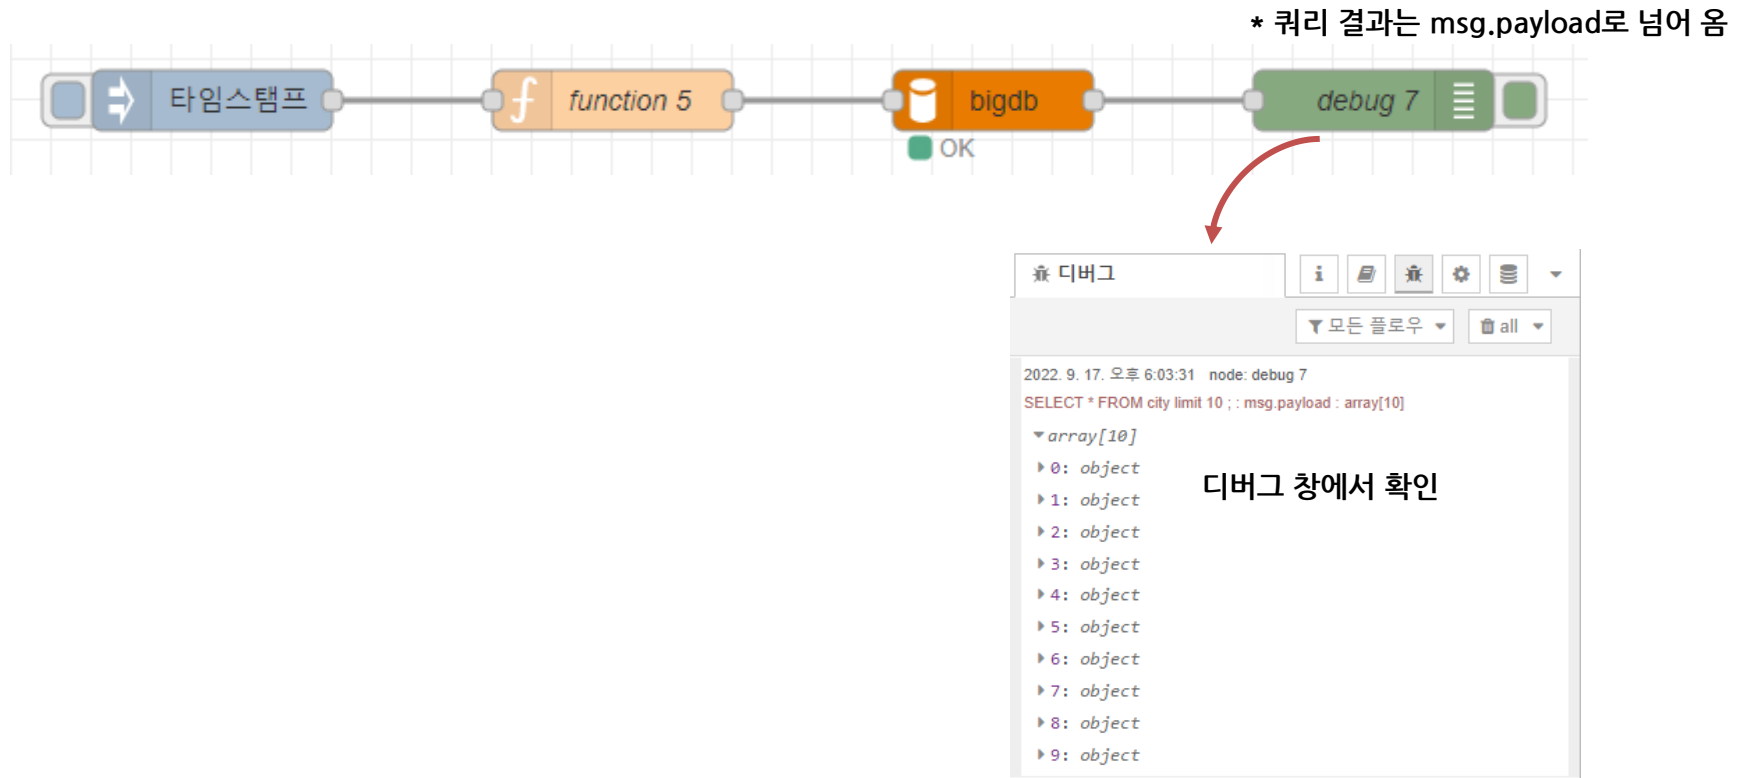 * 쿼리 결과는 msg.payload로 넘어 옴
타임스탬프
function 5
bigdb
debug 7
OK
디버그
모든 플로우
all
2022. 9. 17. 오후 6:03:31 node: debug 7
SELECT * FROM city limit 10 ; : msg.payload : array[10]
array[10]
0: object
1: object
디버그 창에서 확인
2: object
3: object
4: object
5: object
6: object
7: object
8: object
9: object